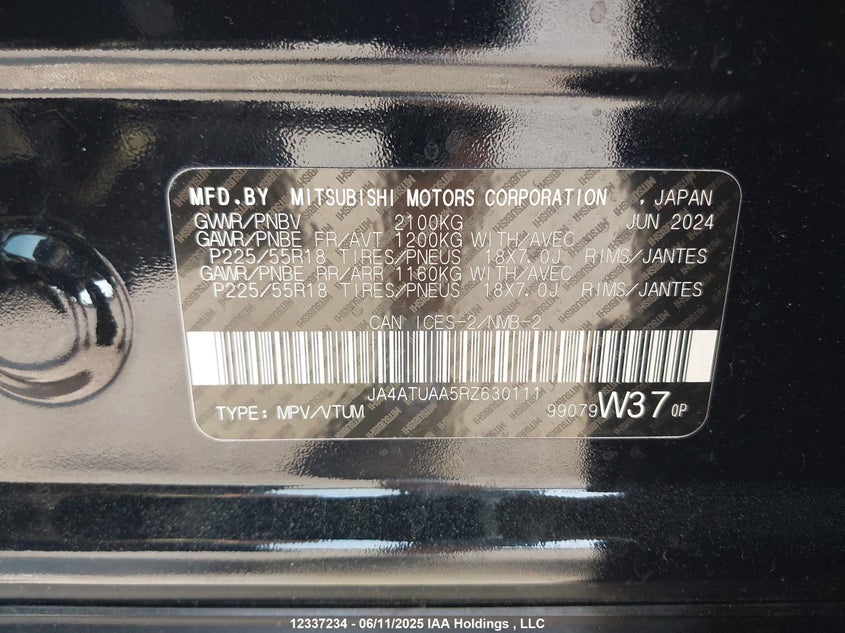 MFD.BY MITSUBISHI MOTORS CORPORATION , JAPAN
GVWR/PNBV 2100KG JUN 2024
GAWR/PNBE FR/AVT 1200KG WITH/AVEC
P225/55R18 TIRES/PNEUS 18X7.0J RIMS/JANTES
GAWR/PNBE RR/ARR 1160KG WITH/AVEC
P225/55R18 TIRES/PNEUS 18X7.0J RIMS/JANTES
CAN ICES-2/NMB-2
JA4ATUAA5RZ630111
TYPE: MPV/VTUM 99079 W37 0P
12337234 - 06/11/2025 IAA Holdings , LLC